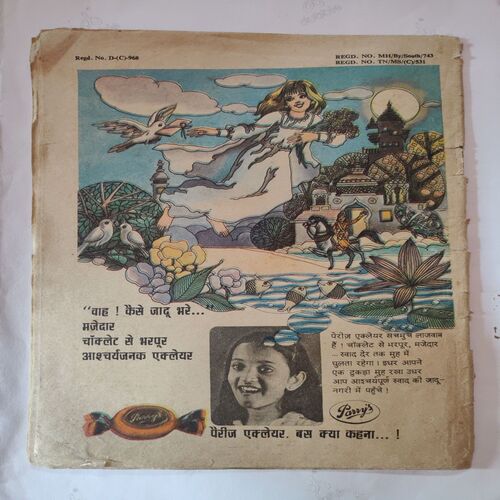 Regd. No. D-(C)-968
REGD. NO. MH/By/South/743
REGD. NO. TN/MS/(C)/531
"वाह ! कैसे जादू भरे...
मज़ेदार
चॉकलेट से भरपूर
आश्चर्यजनक एक्लेयर
पॅरीज़ एक्लेयर सचमुच लाजवाब
हैं ! चॉकलेट से भरपूर, मज़ेदार
– स्वाद देर तक मुंह में
घुलता रहेगा। इधर आपने
एक टुकड़ा मुंह रखा उधर
आप आश्चयपूर्ण स्वाद की जादू-
नगरी में पहुँचे !
Parry's
Parry's
पॅरीज एक्लेयर. बस क्या कहना... !